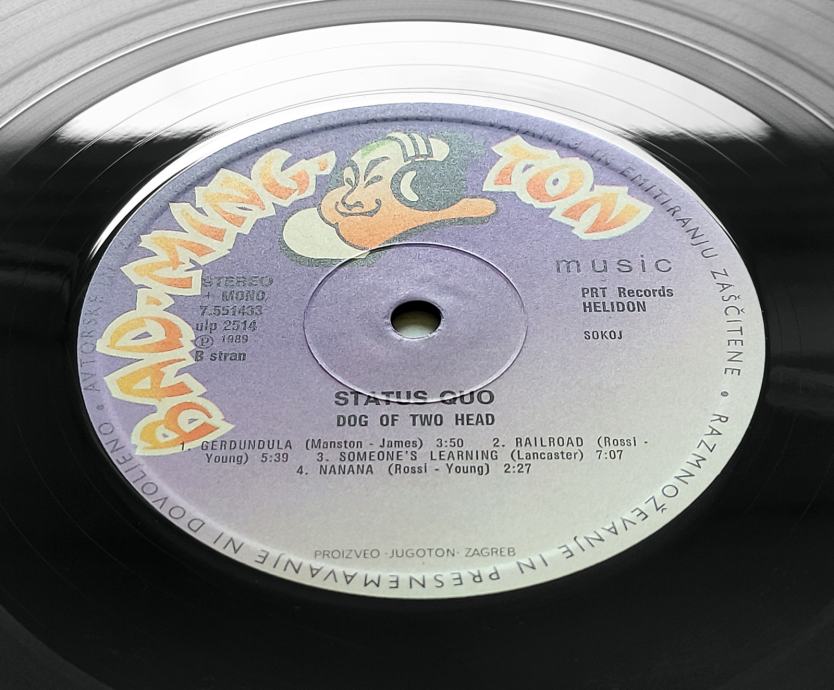 BAD-MING-TON
music
STEREO
+ MONO
7.551433
ulp 2514
Ⓟ 1989
B stran
PRT Records
HELIDON
SOKOJ
STATUS QUO
DOG OF TWO HEAD
1. GERDUNDULA (Manston - James) 3:50 2. RAILROAD (Rossi -
Young) 5:39 3. SOMEONE'S LEARNING (Lancaster) 7:07
4. NANANA (Rossi - Young) 2:27
PROIZVEO · JUGOTON · ZAGREB
IN EMITIRANJU ZAŠČITENE • RAZMNOŽEVANJE IN PRESNEMAVANJE NI DOVOLJENO • AVTORSKE